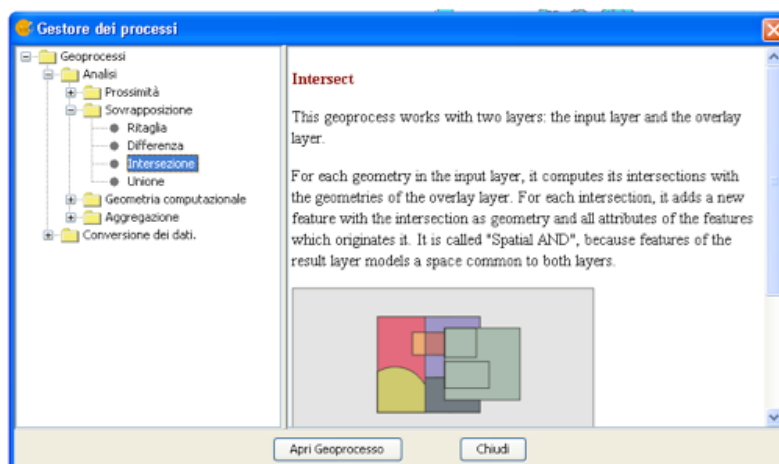 Gestore dei processi
Geoprocessi
Analisi
Prossimità
Sovrapposizione
Ritaglia
Differenza
Intersezione
Unione
Geometria computazionale
Aggregazione
Conversione dei dati.
Intersect
This geoprocess works with two layers: the input layer and the overlay
layer.
For each geometry in the input layer, it computes its intersections with
the geometries of the overlay layer. For each intersection, it adds a new
feature with the intersection as geometry and all attributes of the features
which originates it. It is called "Spatial AND", because features of the
result layer models a space common to both layers.
Apri Geoprocesso
Chiudi